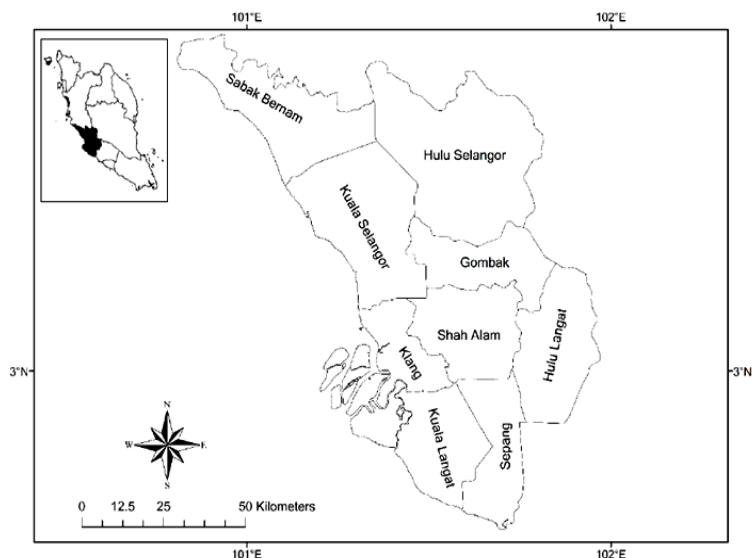 101°E
102°E
Sabak Bernam
Hulu Selangor
Kuala Selangor
Gombak
Shah Alam
Hulu Langat
Klang
3°N
3°N
Kuala Langat
Sepang
N
W
E
S
0 12.5 25 50 Kilometers
101°E
102°E